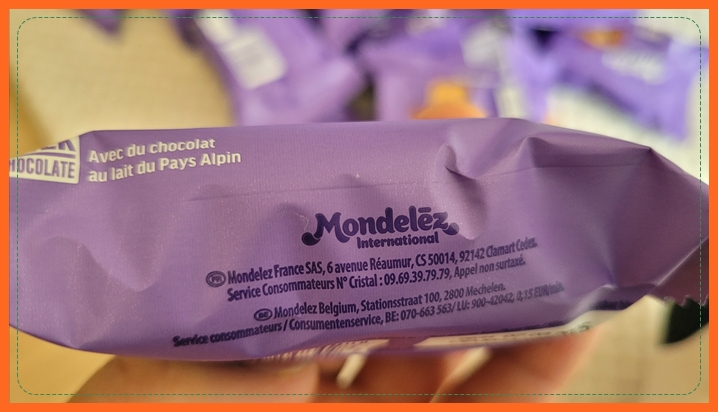 CHOCOLATE
Avec du chocolat
au lait du Pays Alpin
Mondelēz
International
FR Mondelez France SAS, 6 avenue Réaumur, CS 50014, 92142 Clamart Cedex.
Service Consommateurs N° Cristal : 09.69.39.79.79, Appel non surtaxé.
BE Mondelez Belgium, Stationsstraat 100, 2800 Mechelen.
Service consommateurs / Consumentenservice, BE: 070-663 563/ LU: 900-42042, 0,15 EUR/min.